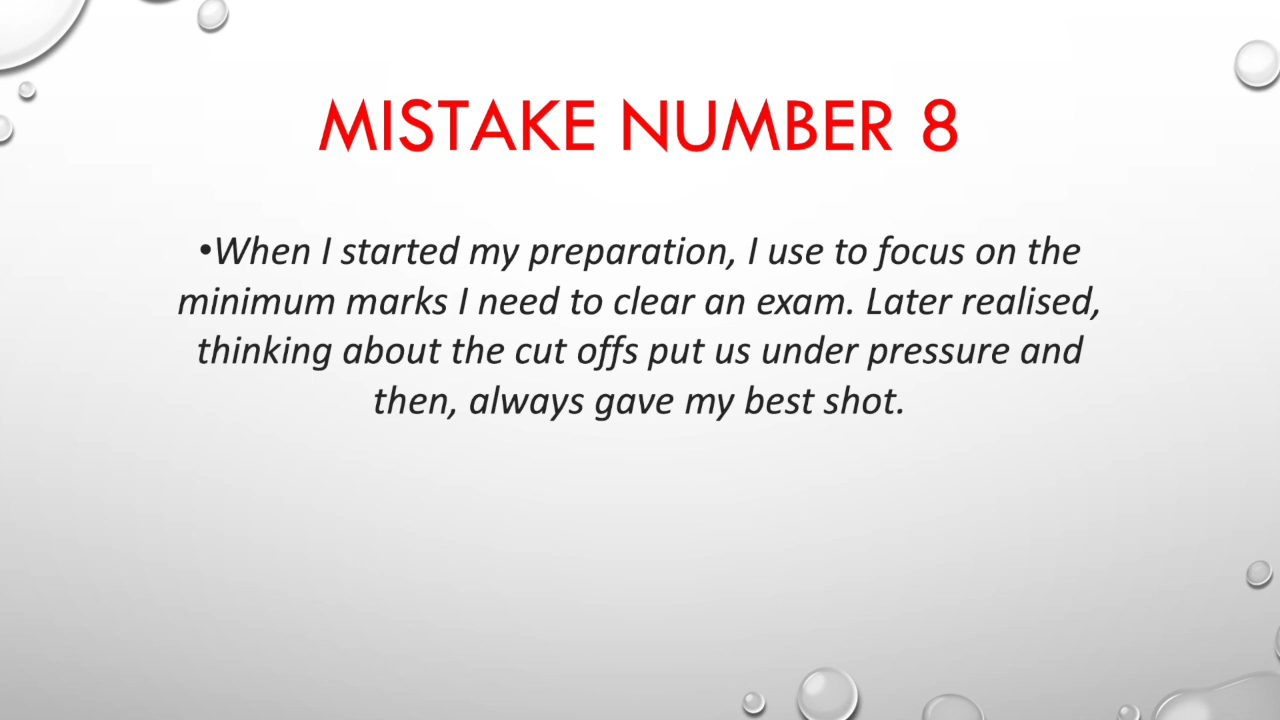 MISTAKE NUMBER 8
•When I started my preparation, I use to focus on the
minimum marks I need to clear an exam. Later realised,
thinking about the cut offs put us under pressure and
then, always gave my best shot.